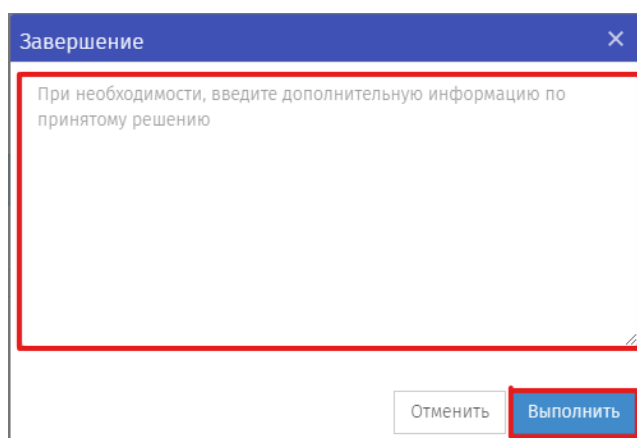 Завершение
При необходимости, введите дополнительную информацию по
принятому решению
Отменить
Выполнить